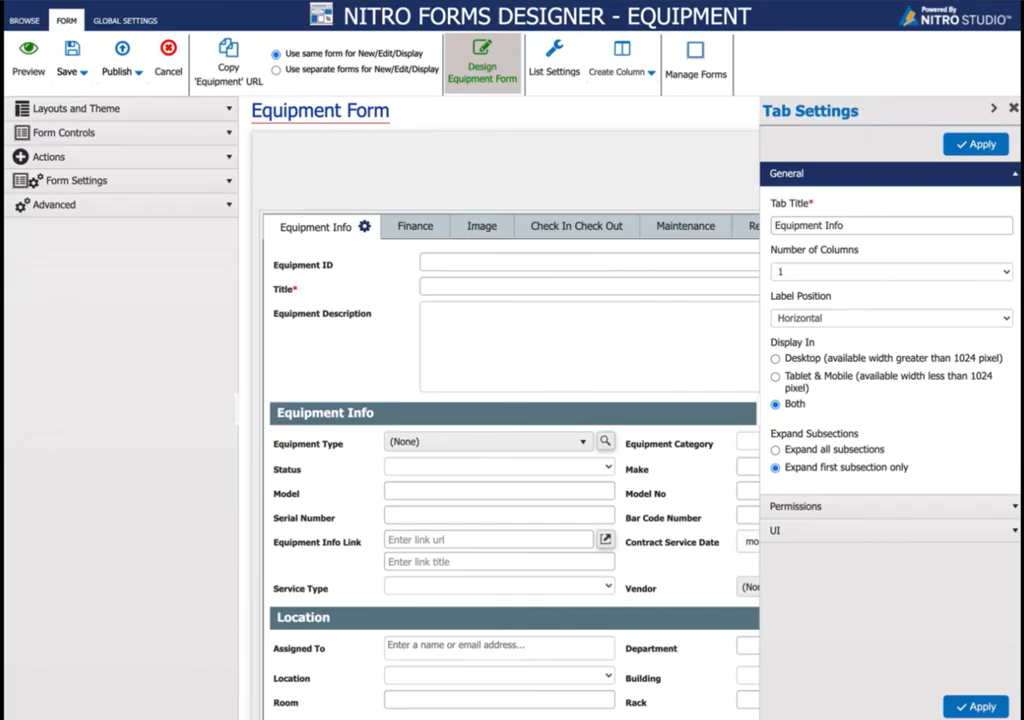 BROWSE FORM GLOBAL SETTINGS
NITRO FORMS DESIGNER - EQUIPMENT
Powered By
NITRO STUDIO™
Preview Save Publish Cancel
Copy
'Equipment' URL
Use same form for New/Edit/Display
Use separate forms for New/Edit/Display
Design
Equipment Form
List Settings Create Column Manage Forms
Layouts and Theme
Form Controls
Actions
Form Settings
Advanced
Equipment Form
Equipment Info Finance Image Check In Check Out Maintenance Re
Equipment ID
Title*
Equipment Description
Equipment Info
Equipment Type (None) Equipment Category
Status Make
Model Model No
Serial Number Bar Code Number
Equipment Info Link Enter link url Contract Service Date mo
Enter link title
Service Type Vendor (Nor
Location
Assigned To Enter a name or email address... Department
Location Building
Room Rack
Tab Settings
Apply
General
Tab Title*
Equipment Info
Number of Columns
1
Label Position
Horizontal
Display In
Desktop (available width greater than 1024 pixel)
Tablet & Mobile (available width less than 1024
pixel)
Both
Expand Subsections
Expand all subsections
Expand first subsection only
Permissions
UI
Apply